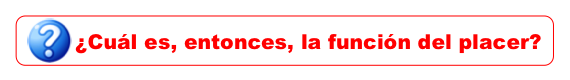 ¿Cuál es, entonces, la función del placer?